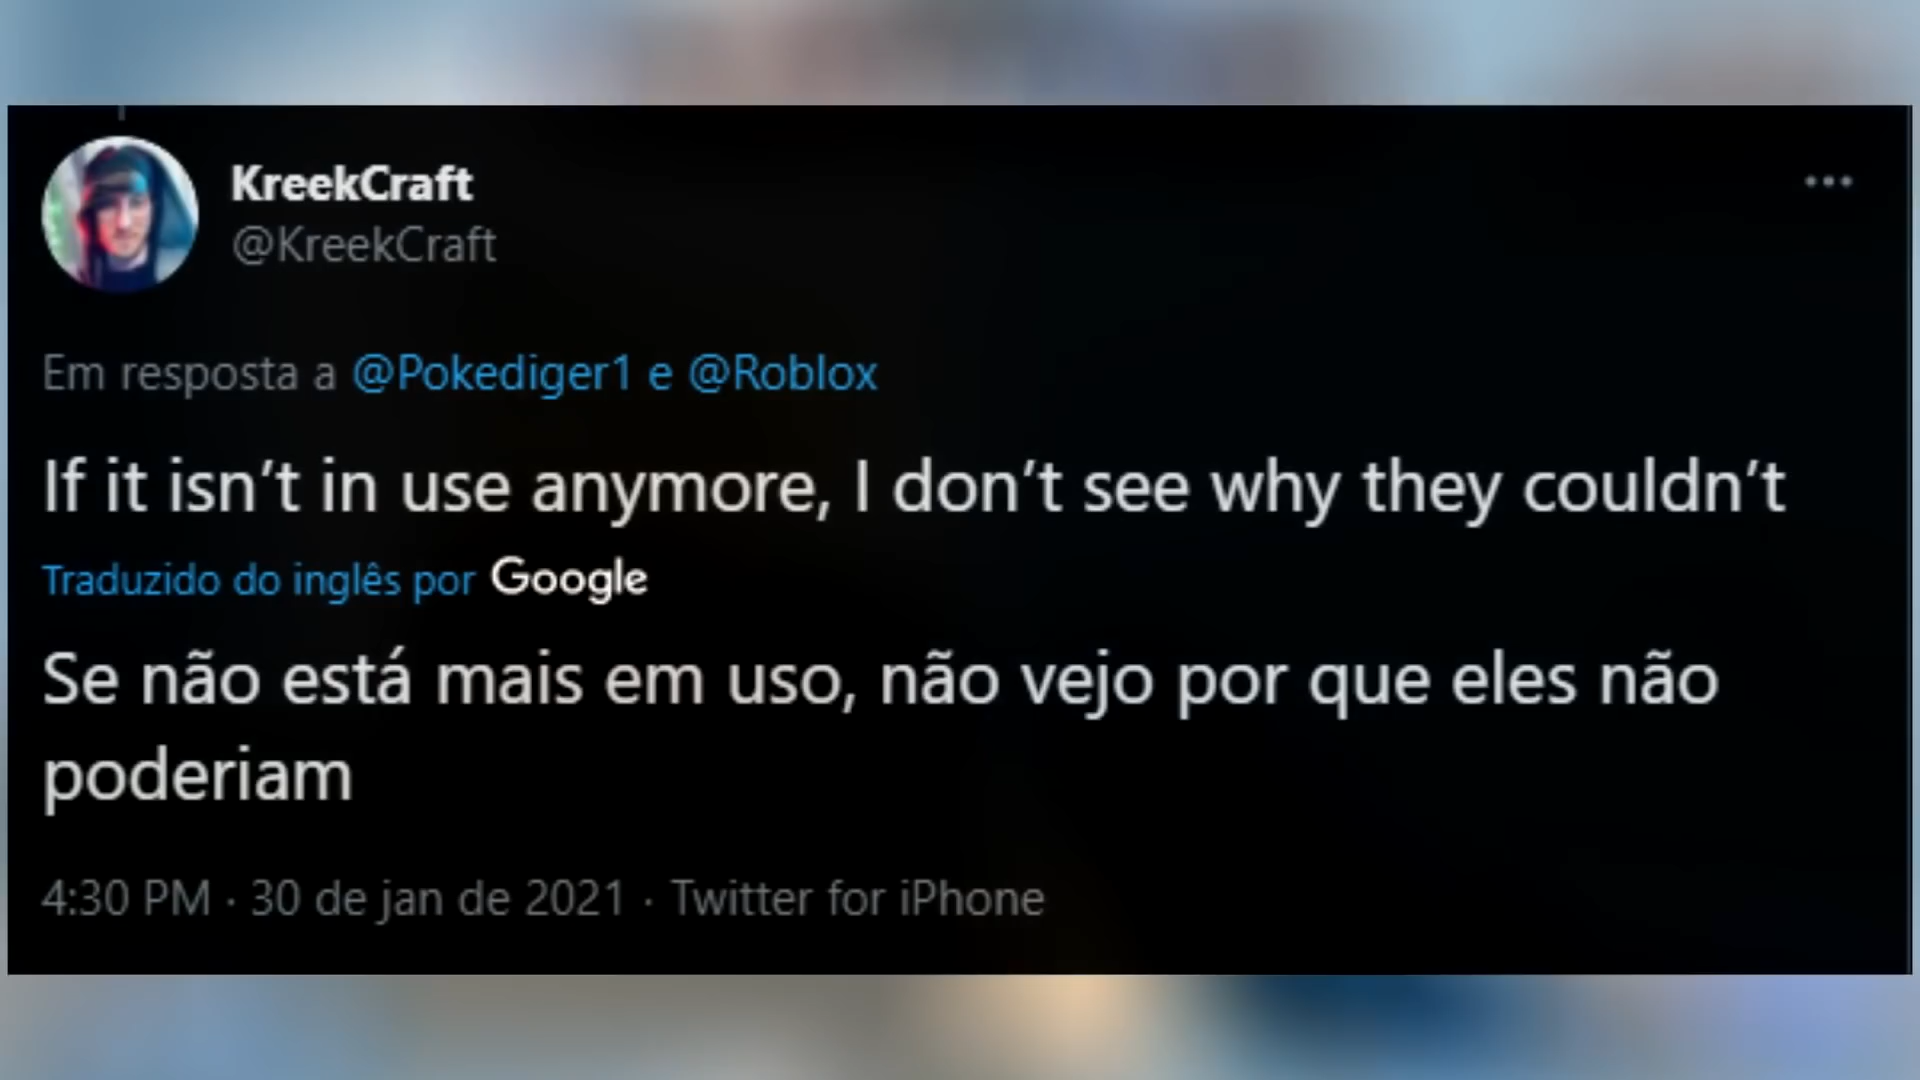 KreekCraft
@KreekCraft
Em resposta a @Pokediger1 e @Roblox
If it isn’t in use anymore, I don’t see why they couldn’t
Traduzido do inglês por Google
Se não está mais em uso, não vejo por que eles não
poderiam
4:30 PM · 30 de jan de 2021 · Twitter for iPhone